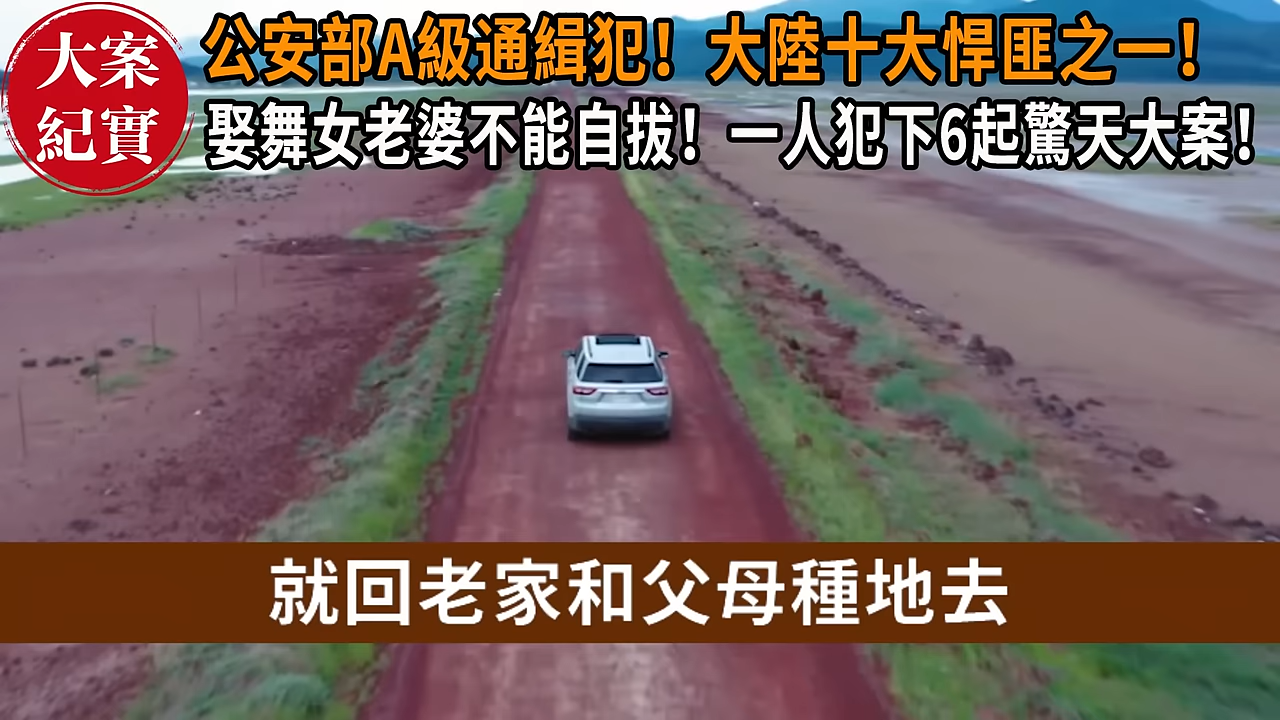 大案
紀實
公安部A級通緝犯！大陸十大悍匪之一！
娶舞女老婆不能自拔！一人犯下6起驚天大案！
就回老家和父母種地去